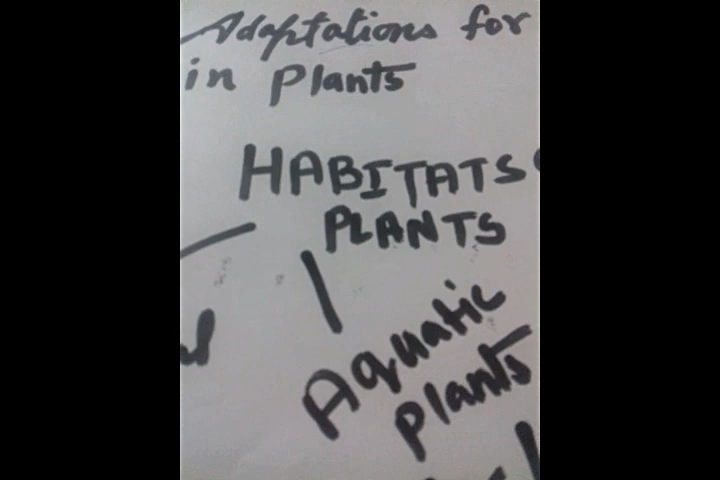 Adaptations for
in Plants
HABITATS
PLANTS
Aquatic
Plants